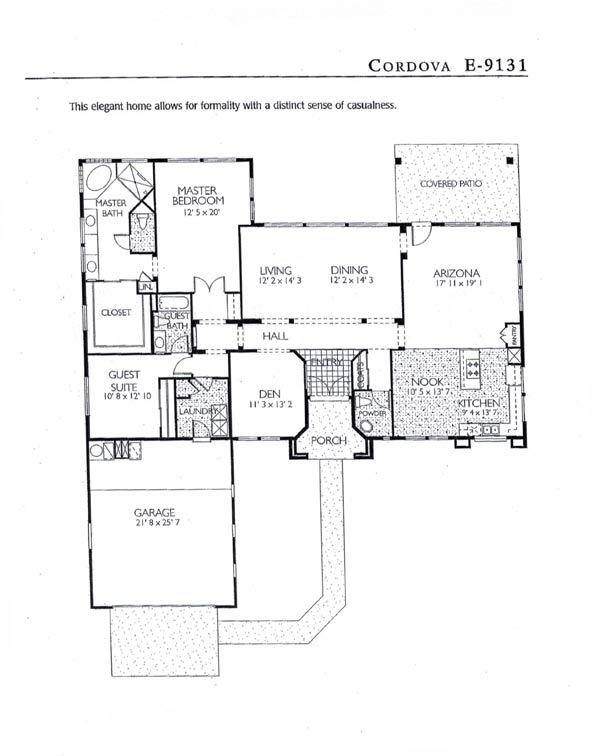 CORDOVA E-9131
This elegant home allows for formality with a distinct sense of casualness.
COVERED PATIO
MASTER
BEDROOM
12' 5 x 20'
MASTER
BATH
LIN.
CLOSET
GUEST
BATH
LIVING
12' 2 x 14' 3
DINING
12' 2 x 14' 3
ARIZONA
17' 11 x 19' 1
PANTRY
HALL
ENTRY
COATS
GUEST
SUITE
10' 8 x 12' 10
DEN
11' 3 x 13' 2
NOOK
10' 5 x 13' 7
KITCHEN
9' 4 x 13' 7
LAUNDRY
POWDER
PORCH
GARAGE
21' 8 x 25' 7